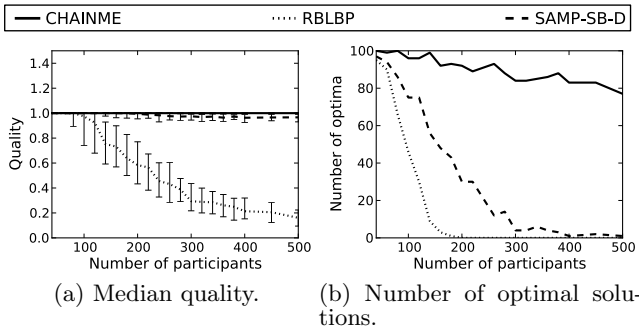 CHAINME RBLBP SAMP-SB-D
1.4
1.2
1.0
0.8
0.6
0.4
0.2
0.0
Quality
100 200 300 400 500
Number of participants
(a) Median quality.
100
80
60
40
20
0
Number of optima
100 200 300 400 500
Number of participants
(b) Number of optimal solu-
tions.